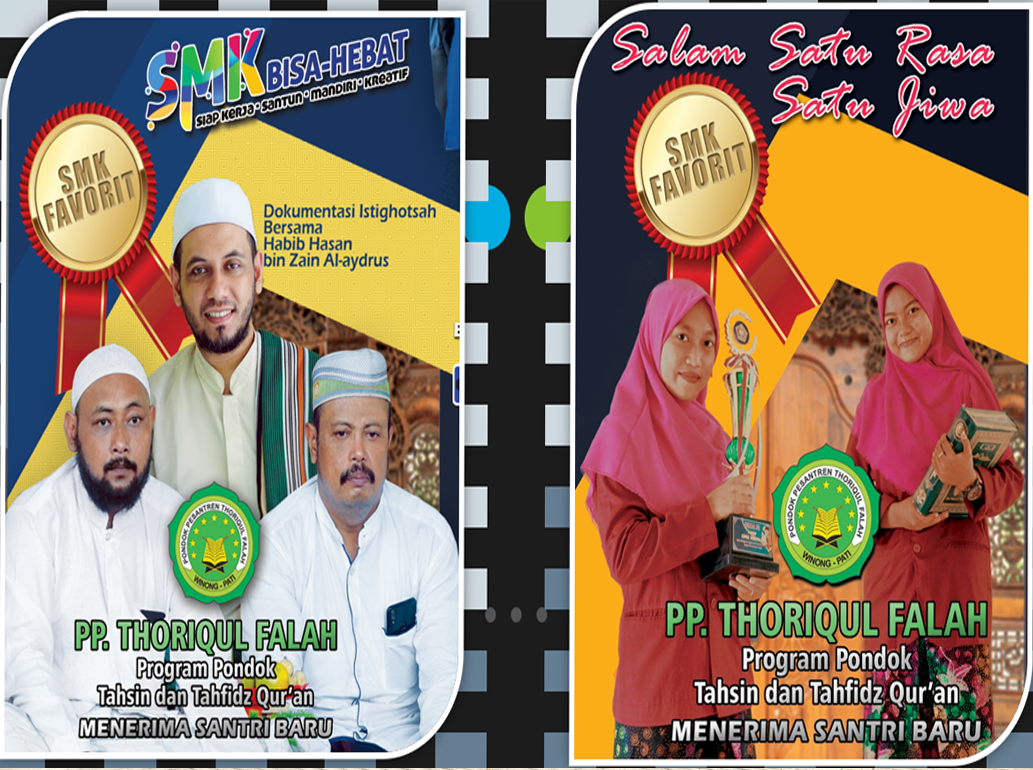 SMK BISA-HEBAT
SIAP KERJA • SANTUN • MANDIRI • KREATIF
SMK
FAVORIT
Dokumentasi Istighotsah
Bersama
Habib Hasan
bin Zain Al-aydrus
PONDOK PESANTREN THORIQUL FALAH
WINONG - PATI
PP. THORIQUL FALAH
Program Pondok
Tahsin dan Tahfidz Qur'an
MENERIMA SANTRI BARU
Salam Satu Rasa
Satu Jiwa
SMK
FAVORIT
PONDOK PESANTREN THORIQUL FALAH
WINONG - PATI
PP. THORIQUL FALAH
Program Pondok
Tahsin dan Tahfidz Qur'an
MENERIMA SANTRI BARU